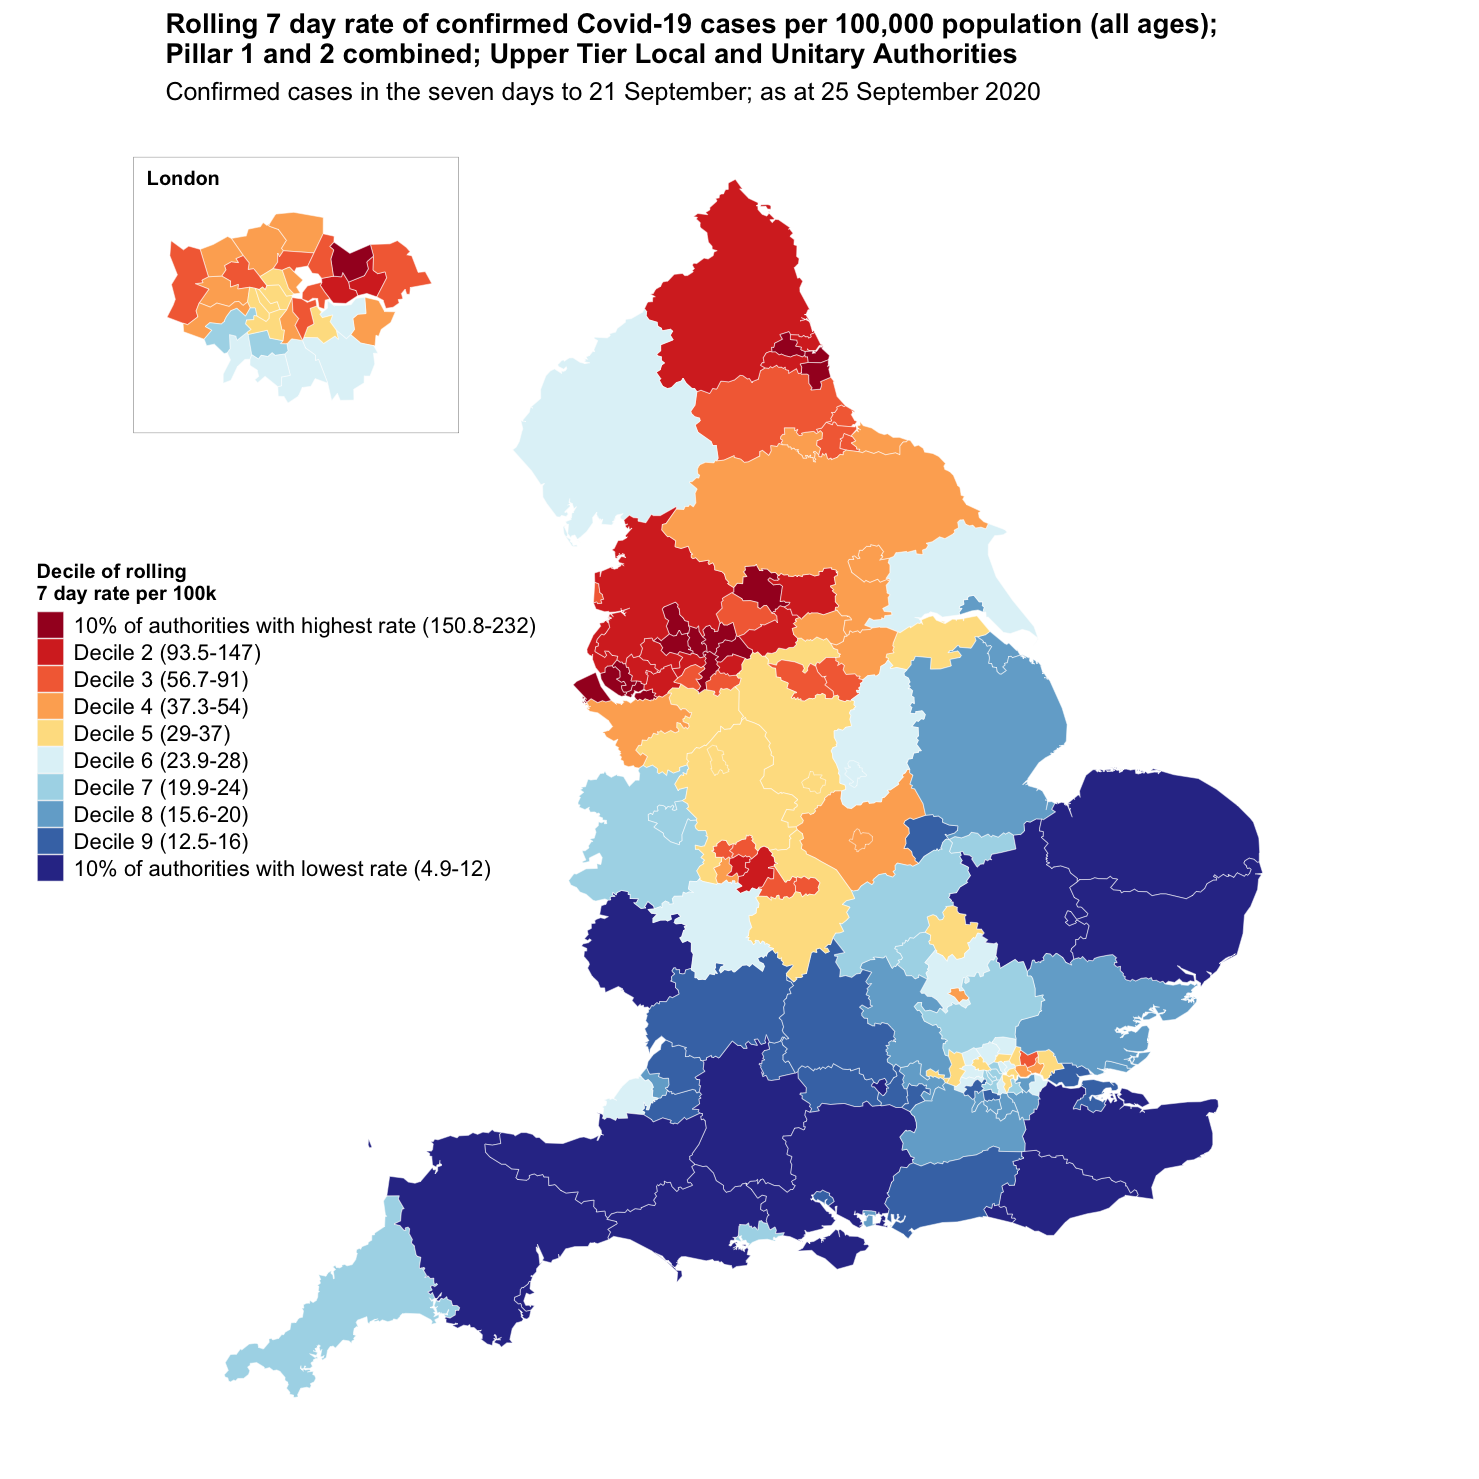 Rolling 7 day rate of confirmed Covid-19 cases per 100,000 population (all ages);
Pillar 1 and 2 combined; Upper Tier Local and Unitary Authorities
Confirmed cases in the seven days to 21 September; as at 25 September 2020
London
Decile of rolling
7 day rate per 100k
10% of authorities with highest rate (150.8-232)
Decile 2 (93.5-147)
Decile 3 (56.7-91)
Decile 4 (37.3-54)
Decile 5 (29-37)
Decile 6 (23.9-28)
Decile 7 (19.9-24)
Decile 8 (15.6-20)
Decile 9 (12.5-16)
10% of authorities with lowest rate (4.9-12)